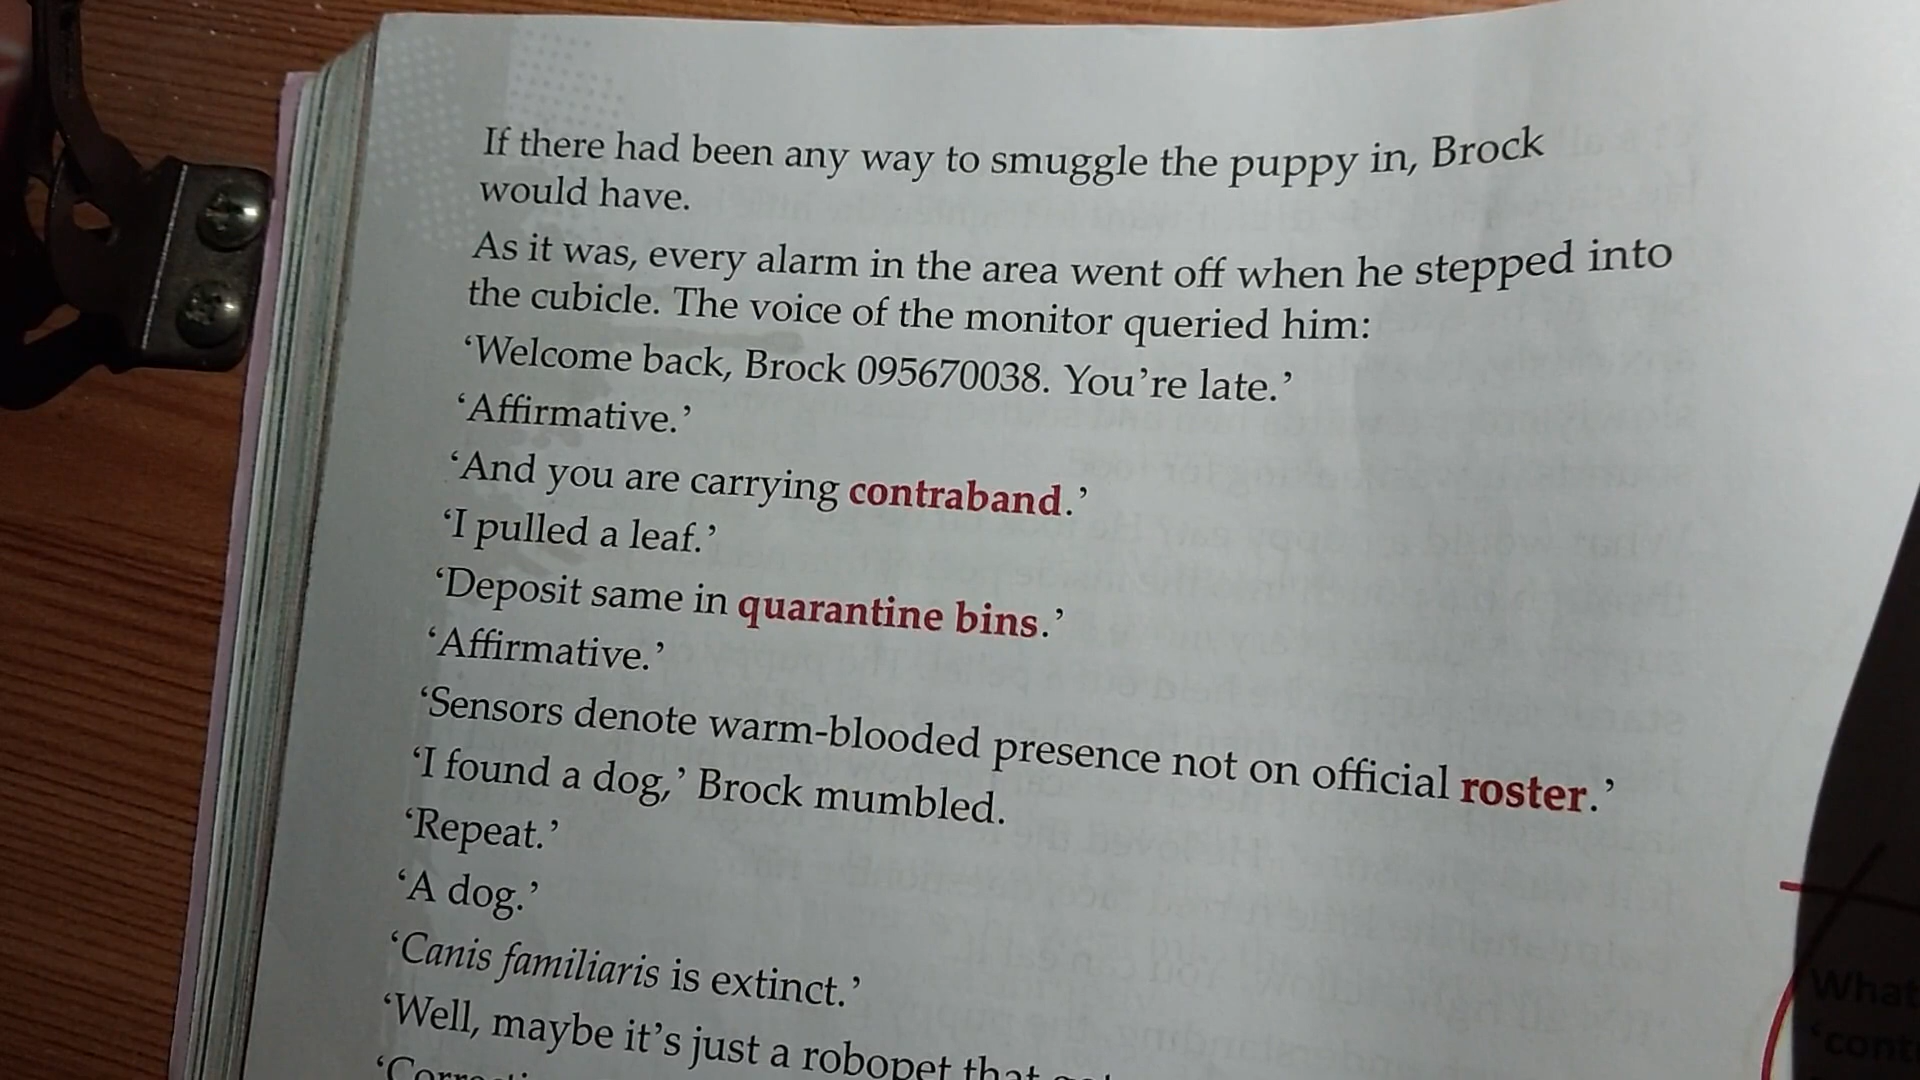 If there had been any way to smuggle the puppy in, Brock
would have.
As it was, every alarm in the area went off when he stepped into
the cubicle. The voice of the monitor queried him:
‘Welcome back, Brock 095670038. You’re late.’
‘Affirmative.’
‘And you are carrying contraband.’
‘I pulled a leaf.’
‘Deposit same in quarantine bins.’
‘Affirmative.’
‘Sensors denote warm-blooded presence not on official roster.’
‘I found a dog,’ Brock mumbled.
‘Repeat.’
‘A dog.’
‘Canis familiaris is extinct.’
‘Well, maybe it’s just a robopet that
What